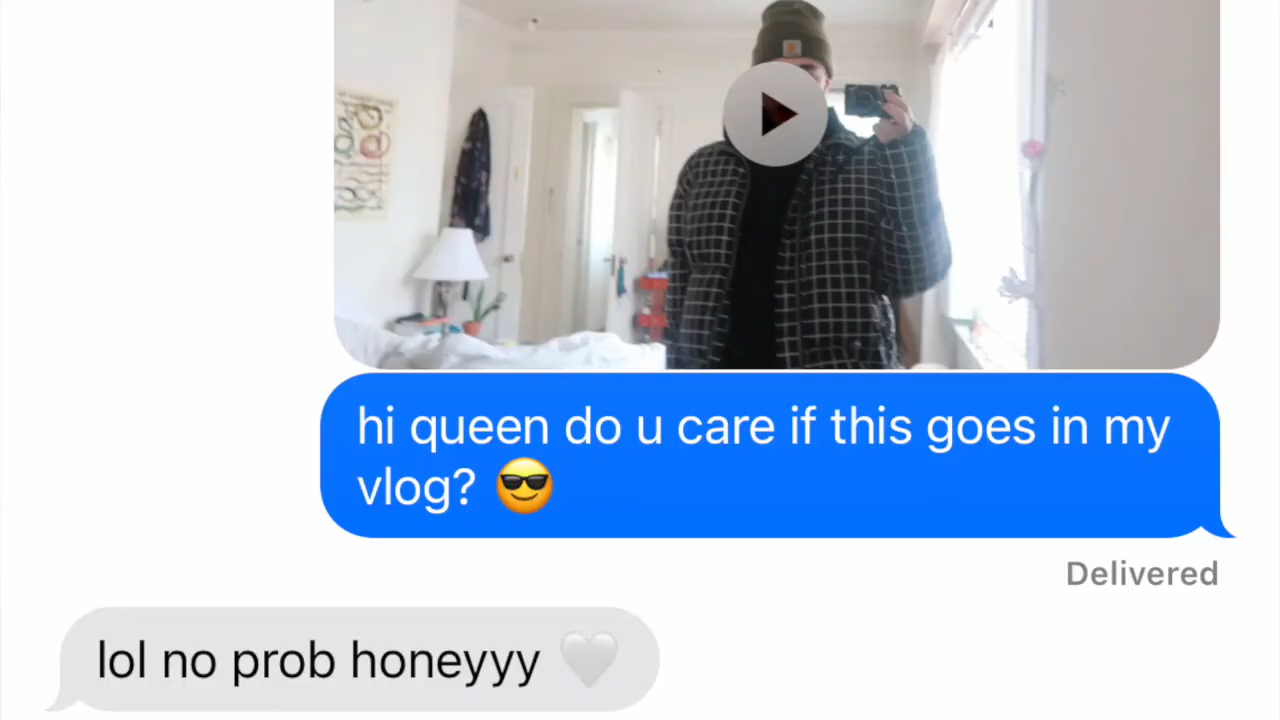 hi queen do u care if this goes in my
vlog? 😎
Delivered
lol no prob honeyyy 🤍